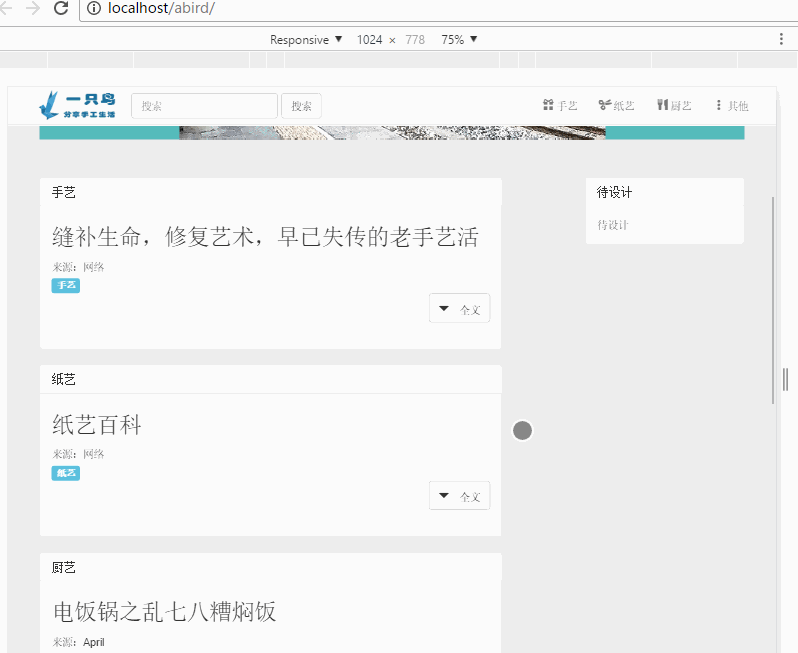 localhost/abird/
Responsive ▼ 1024 × 778 75% ▼
一只鸟
分享手工生活
搜索 搜索 手艺 纸艺 厨艺 其他
手艺
缝补生命，修复艺术，早已失传的老手艺活
来源：网络
手艺
全文
待设计
待设计
纸艺
纸艺百科
来源：网络
纸艺
全文
厨艺
电饭锅之乱七八糟焖饭
来源：April